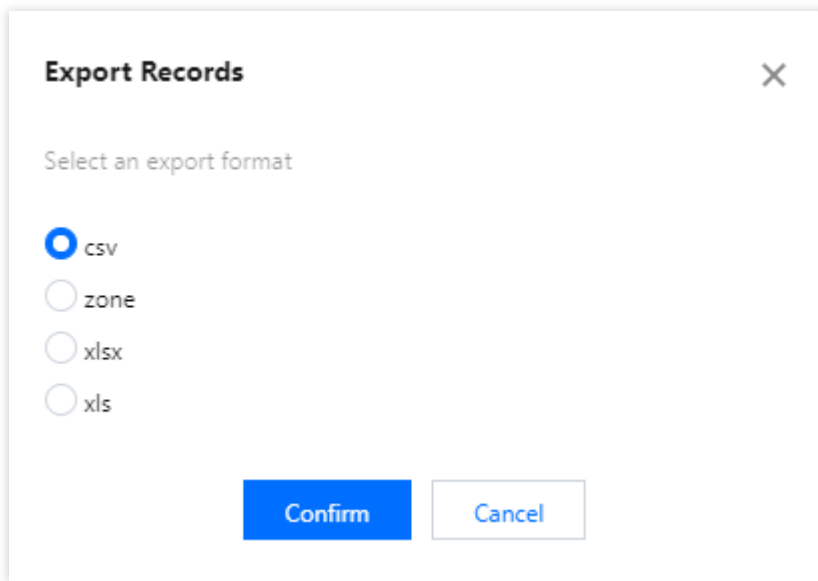 Export Records
Select an export format
csv
zone
xlsx
xls
Confirm Cancel